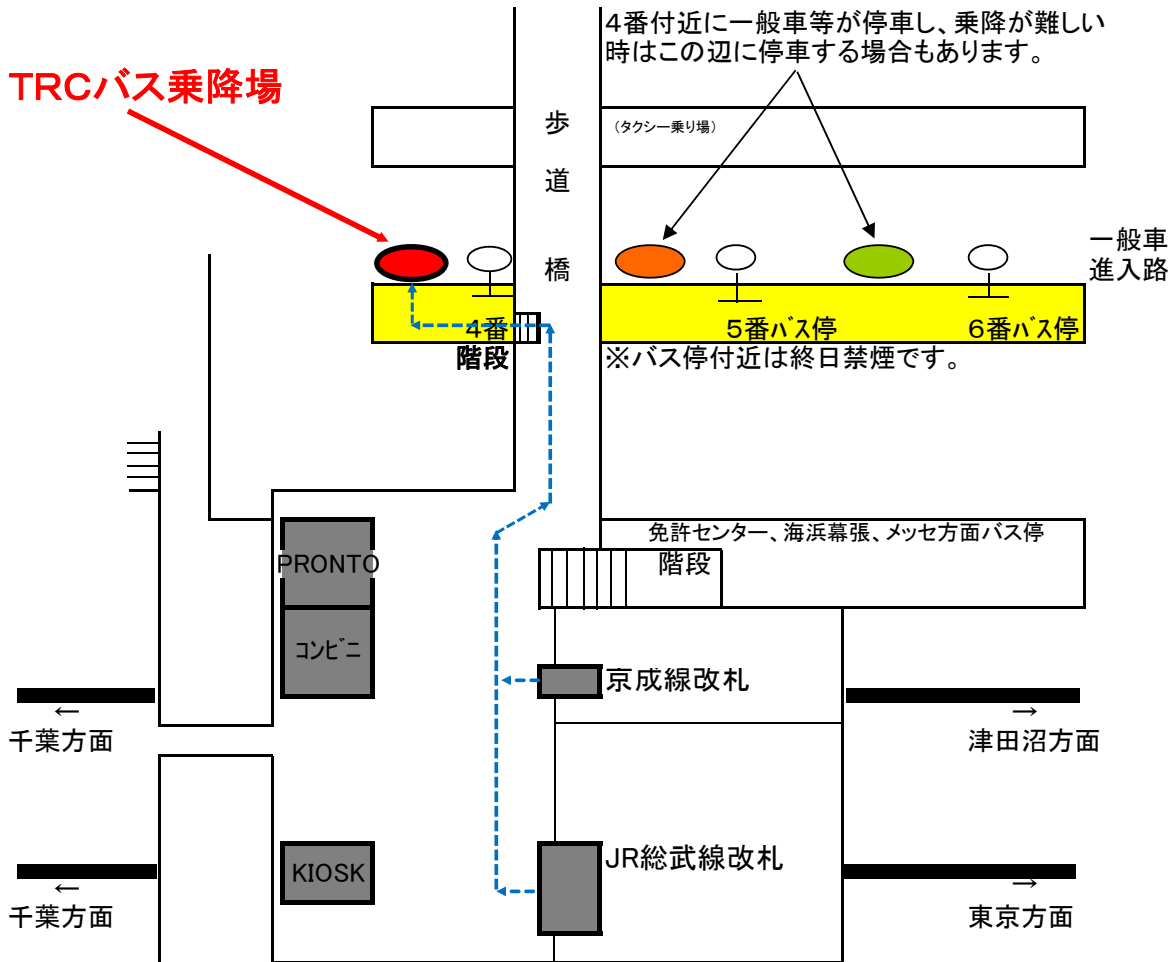 4番付近に一般車等が停車し、乗降が難しい
時はこの辺に停車する場合もあります。
TRCバス乗降場
歩道橋
(タクシー乗り場)
一般車
進入路
4番
5番バス停
6番バス停
階段
※バス停付近は終日禁煙です。
免許センター、海浜幕張、メッセ方面バス停
階段
PRONTO
コンビニ
京成線改札
←
千葉方面
→
津田沼方面
KIOSK
JR総武線改札
←
千葉方面
→
東京方面